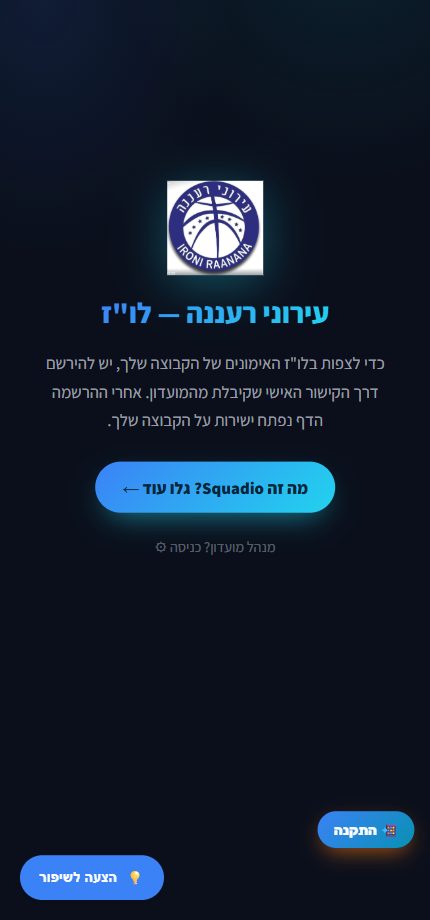 עירוני רעננה
IRONI RAANANA
עירוני רעננה — לו"ז
כדי לצפות בלו"ז האימונים של הקבוצה שלך, יש להירשם
דרך הקישור האישי שקיבלת מהמועדון. אחרי ההרשמה
הדף נפתח ישירות על הקבוצה שלך.
מה זה Squadio? גלו עוד ←
מנהל מועדון? כניסה ⚙
📲 התקנה
💡 הצעה לשיפור